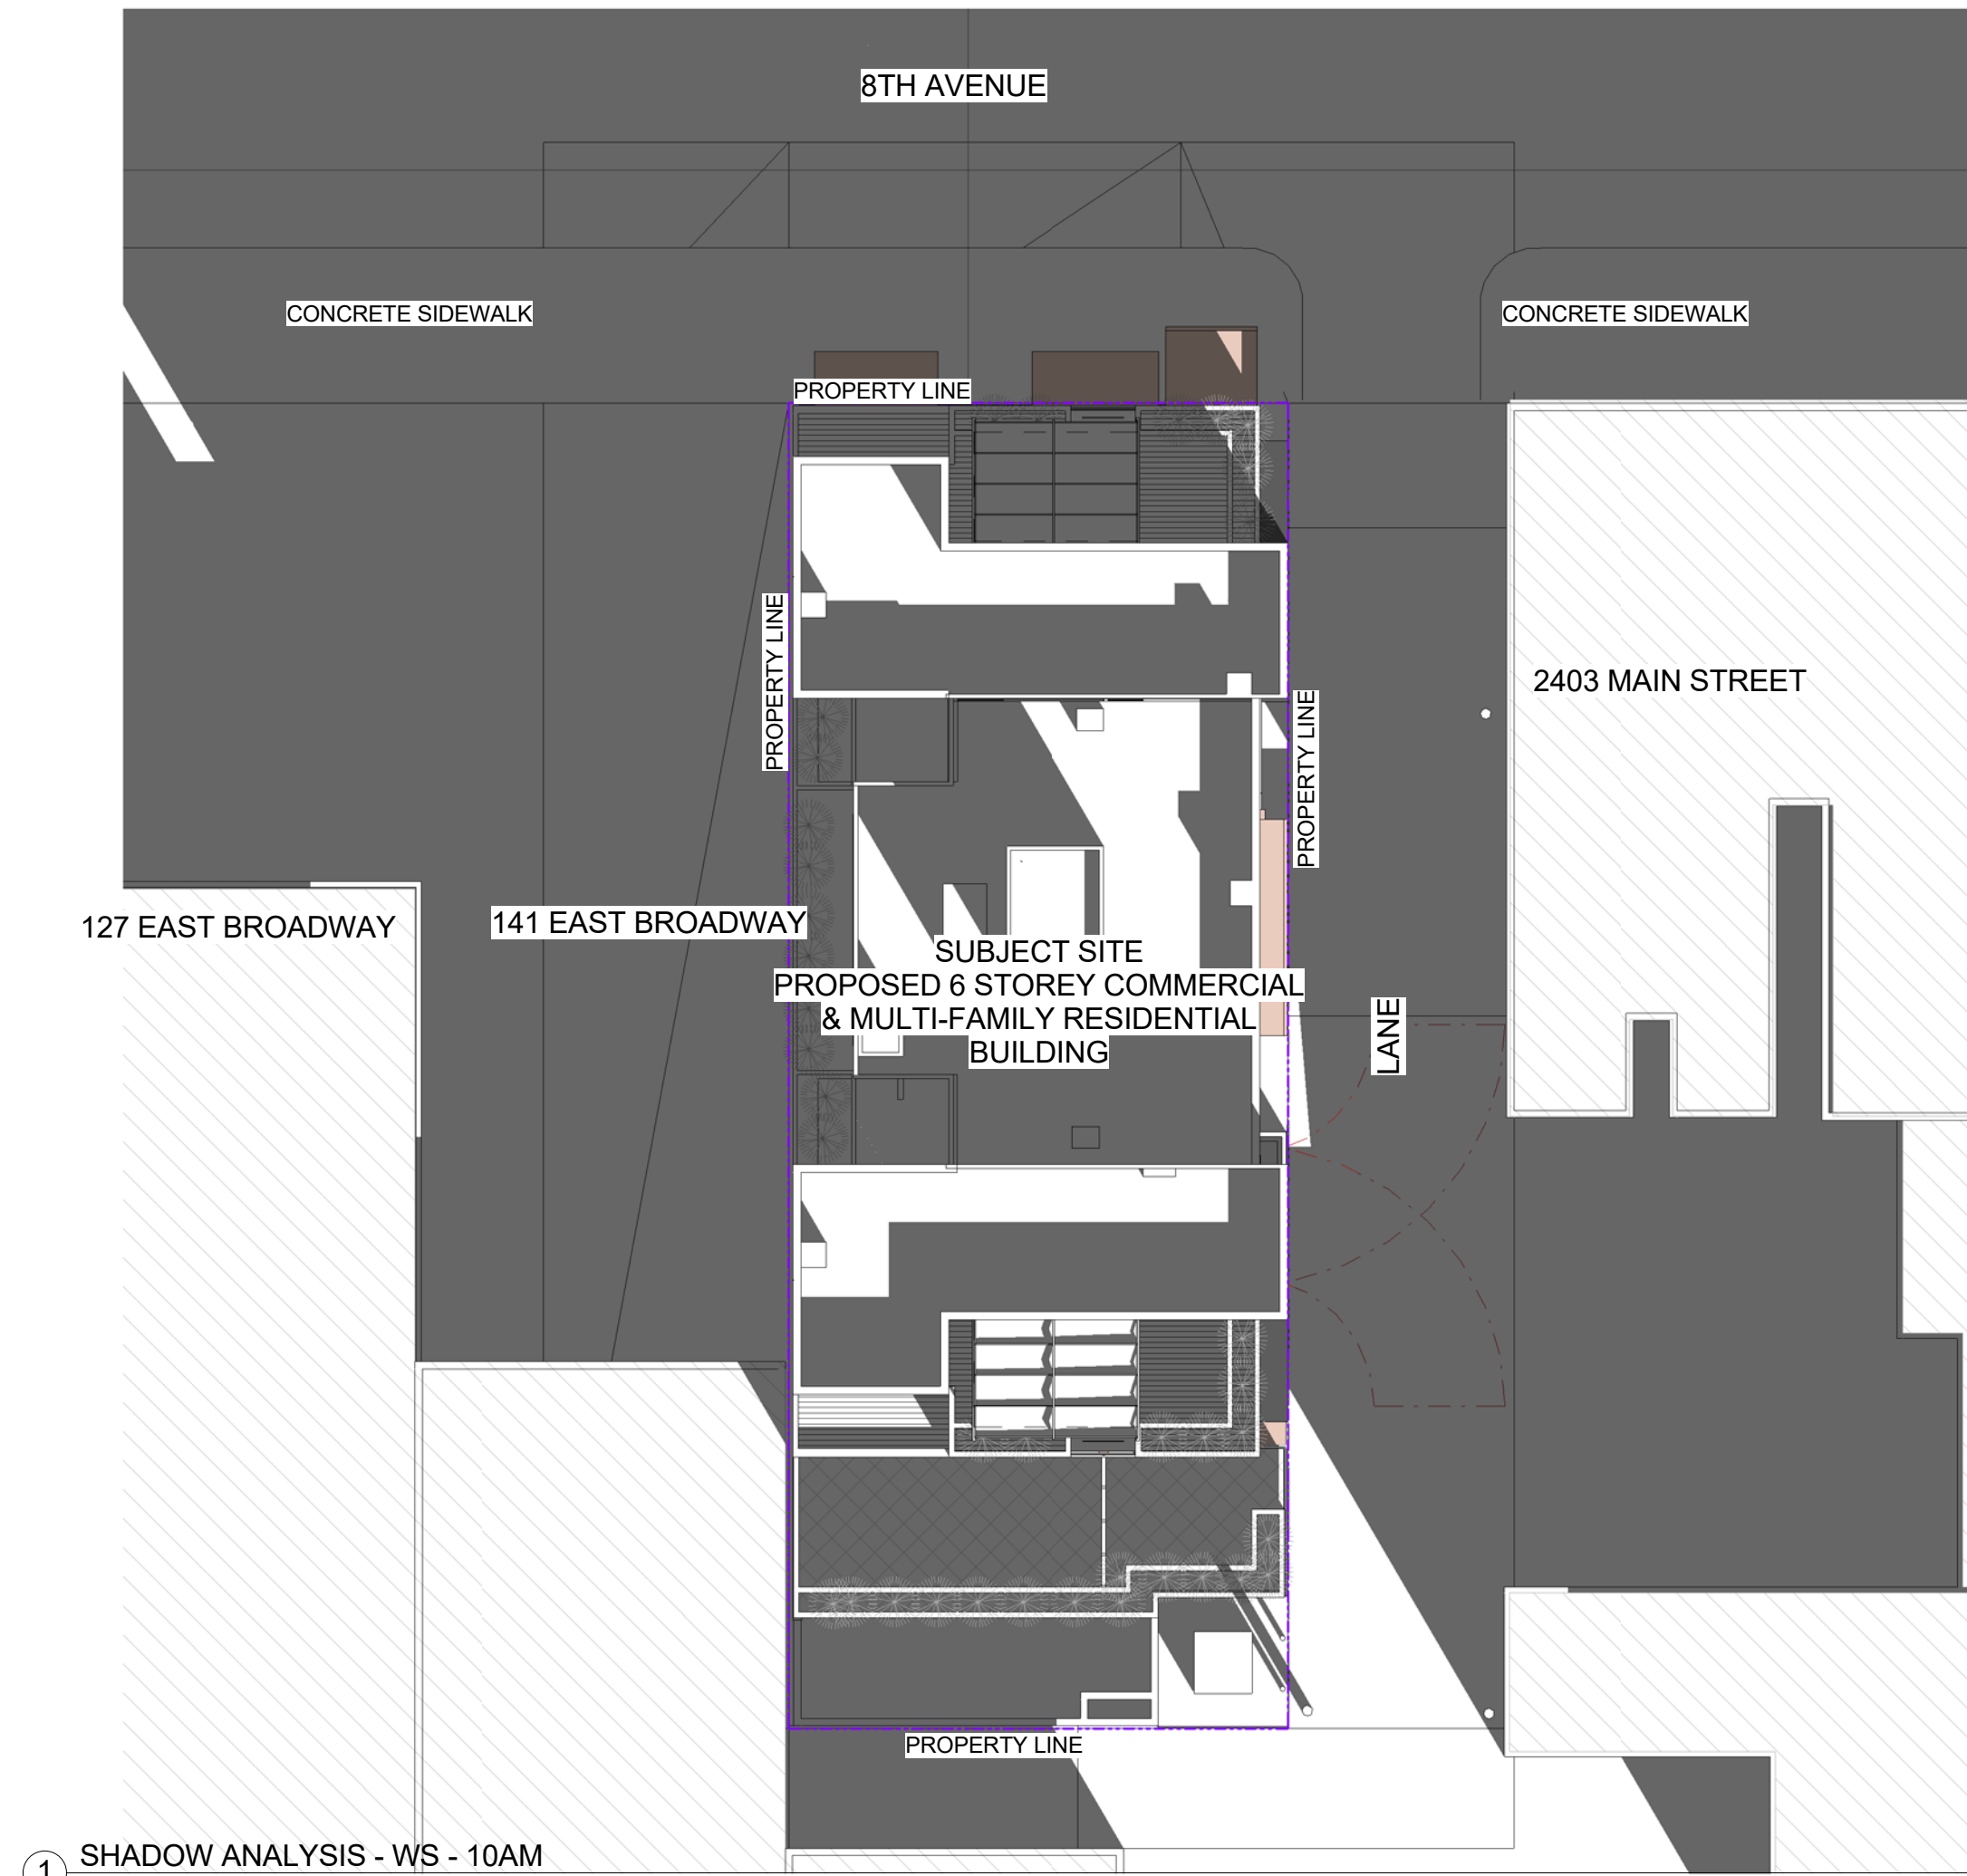 8TH AVENUE
CONCRETE SIDEWALK
CONCRETE SIDEWALK
PROPERTY LINE
PROPERTY LINE
2403 MAIN STREET
PROPERTY LINE
127 EAST BROADWAY
141 EAST BROADWAY
SUBJECT SITE
PROPOSED 6 STOREY COMMERCIAL
& MULTI-FAMILY RESIDENTIAL
BUILDING
LANE
PROPERTY LINE
1
SHADOW ANALYSIS - WS - 10AM